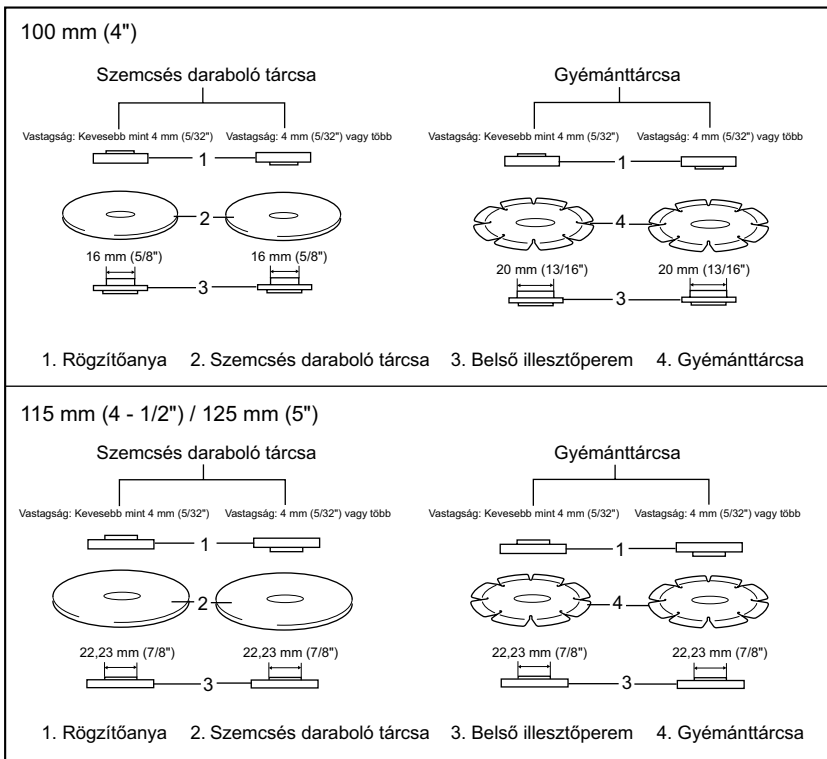 100 mm (4")
Szemcsés daraboló tárcsa Gyémánttárcsa
Vastagság: Kevesebb mint 4 mm (5/32") Vastagság: 4 mm (5/32") vagy több Vastagság: Kevesebb mint 4 mm (5/32") Vastagság: 4 mm (5/32") vagy több
1 1
2 4
16 mm (5/8") 16 mm (5/8") 20 mm (13/16") 20 mm (13/16")
3 3
1. Rögzítőanya 2. Szemcsés daraboló tárcsa 3. Belső illesztőperem 4. Gyémánttárcsa
115 mm (4 - 1/2") / 125 mm (5")
Szemcsés daraboló tárcsa Gyémánttárcsa
Vastagság: Kevesebb mint 4 mm (5/32") Vastagság: 4 mm (5/32") vagy több Vastagság: Kevesebb mint 4 mm (5/32") Vastagság: 4 mm (5/32") vagy több
1 1
2 4
22,23 mm (7/8") 22,23 mm (7/8") 22,23 mm (7/8") 22,23 mm (7/8")
3 3
1. Rögzítőanya 2. Szemcsés daraboló tárcsa 3. Belső illesztőperem 4. Gyémánttárcsa